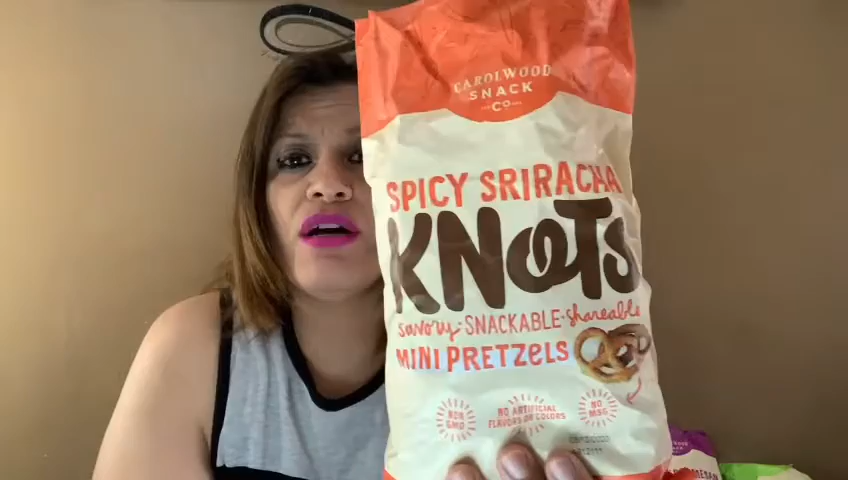 CAROLWOOD
SNACK
CO
SPICY SRIRACHA
KNOTS
savory·SNACKABLE·shareable
MINI PRETZELS
NON
GMO
NO ARTIFICIAL
FLAVORS OR COLORS
NO
MSG